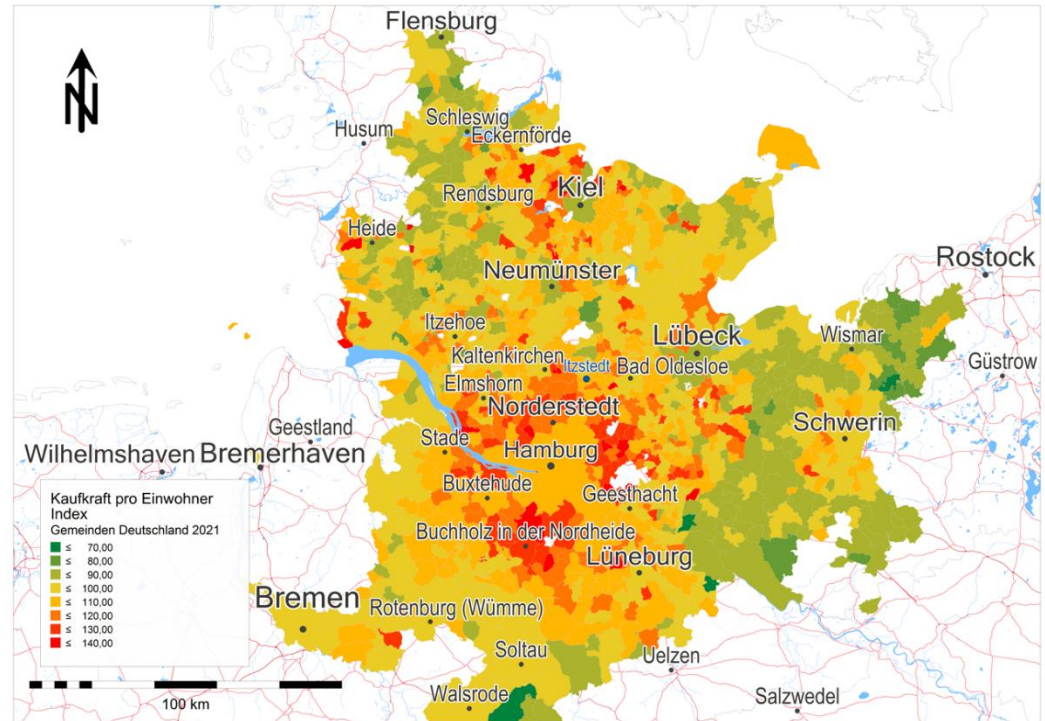 Flensburg
N
Schleswig
Husum
Eckernförde
Rendsburg
Kiel
Heide
Neumünster
Rostock
Itzehoe
Lübeck
Wismar
Kaltenkirchen
Itzstedt
Bad Oldesloe
Güstrow
Elmshorn
Norderstedt
Geestland
Stade
Schwerin
Wilhelmshaven
Bremerhaven
Hamburg
Buxtehude
Geesthacht
Kaufkraft pro Einwohner
Index
Gemeinden Deutschland 2021
≤ 70,00
≤ 80,00
≤ 90,00
≤ 100,00
≤ 110,00
≤ 120,00
≤ 130,00
≤ 140,00
Buchholz in der Nordheide
Lüneburg
Bremen
Rotenburg (Wümme)
Soltau
Uelzen
Walsrode
Salzwedel
100 km